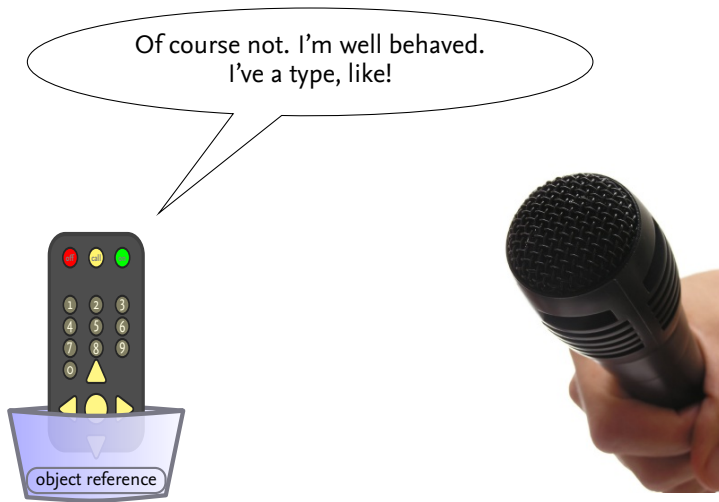 Of course not. I'm well behaved.
I've a type, like!
off call
1 2 3
4 5 6
7 8 9
0
object reference